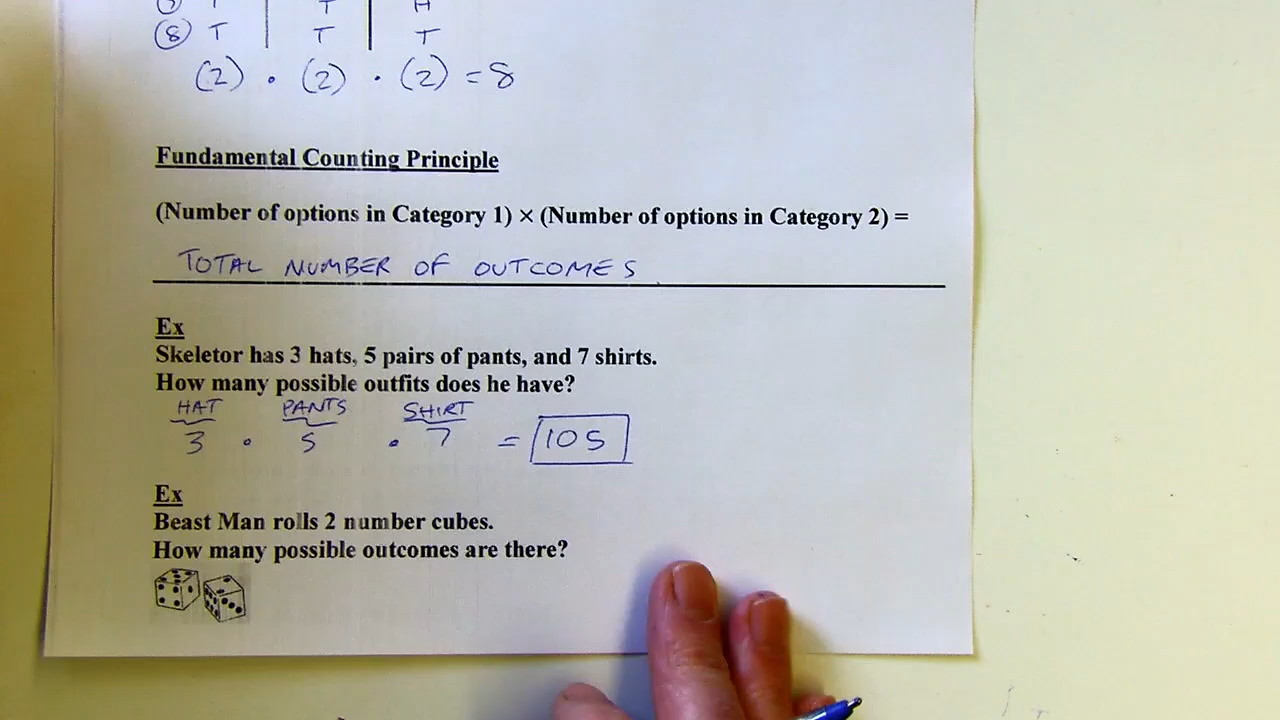 T T H
(8) T T T
(2) · (2) · (2) = 8
Fundamental Counting Principle
(Number of options in Category 1) × (Number of options in Category 2) =
TOTAL NUMBER OF OUTCOMES
Ex
Skeletor has 3 hats, 5 pairs of pants, and 7 shirts.
How many possible outfits does he have?
HAT PANTS SHIRT
3 · 5 · 7 = 105
Ex
Beast Man rolls 2 number cubes.
How many possible outcomes are there?